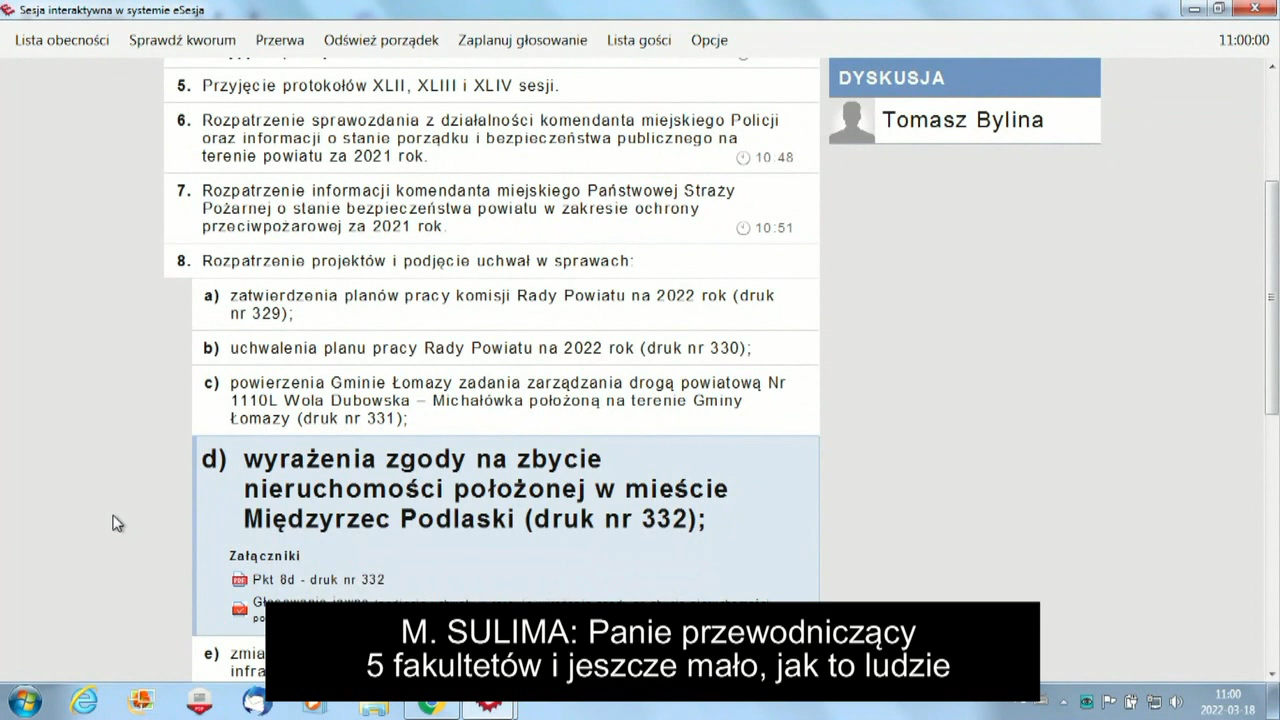 Sesja interaktywna w systemie eSesja
Lista obecności Sprawdź kworum Przerwa Odśwież porządek Zaplanuj głosowanie Lista gości Opcje 11:00:00
5. Przyjęcie protokołów XLII, XLIII i XLIV sesji.
6. Rozpatrzenie sprawozdania z działalności komendanta miejskiego Policji
oraz informacji o stanie porządku i bezpieczeństwa publicznego na
terenie powiatu za 2021 rok.
10:48
7. Rozpatrzenie informacji komendanta miejskiego Państwowej Straży
Pożarnej o stanie bezpieczeństwa powiatu w zakresie ochrony
przeciwpożarowej za 2021 rok.
10:51
8. Rozpatrzenie projektów i podjęcie uchwał w sprawach:
a) zatwierdzenia planów pracy komisji Rady Powiatu na 2022 rok (druk
nr 329);
b) uchwalenia planu pracy Rady Powiatu na 2022 rok (druk nr 330);
c) powierzenia Gminie Łomazy zadania zarządzania drogą powiatową Nr
1110L Wola Dubowska – Michałówka położoną na terenie Gminy
Łomazy (druk nr 331);
d) wyrażenia zgody na zbycie
nieruchomości położonej w mieście
Międzyrzec Podlaski (druk nr 332);
Załączniki
Pkt 8d - druk nr 332
Głosowanie jawne
e) zmia
infra
DYSKUSJA
Tomasz Bylina
M. SULIMA: Panie przewodniczący
5 fakultetów i jeszcze mało, jak to ludzie
11:00
2022-03-18